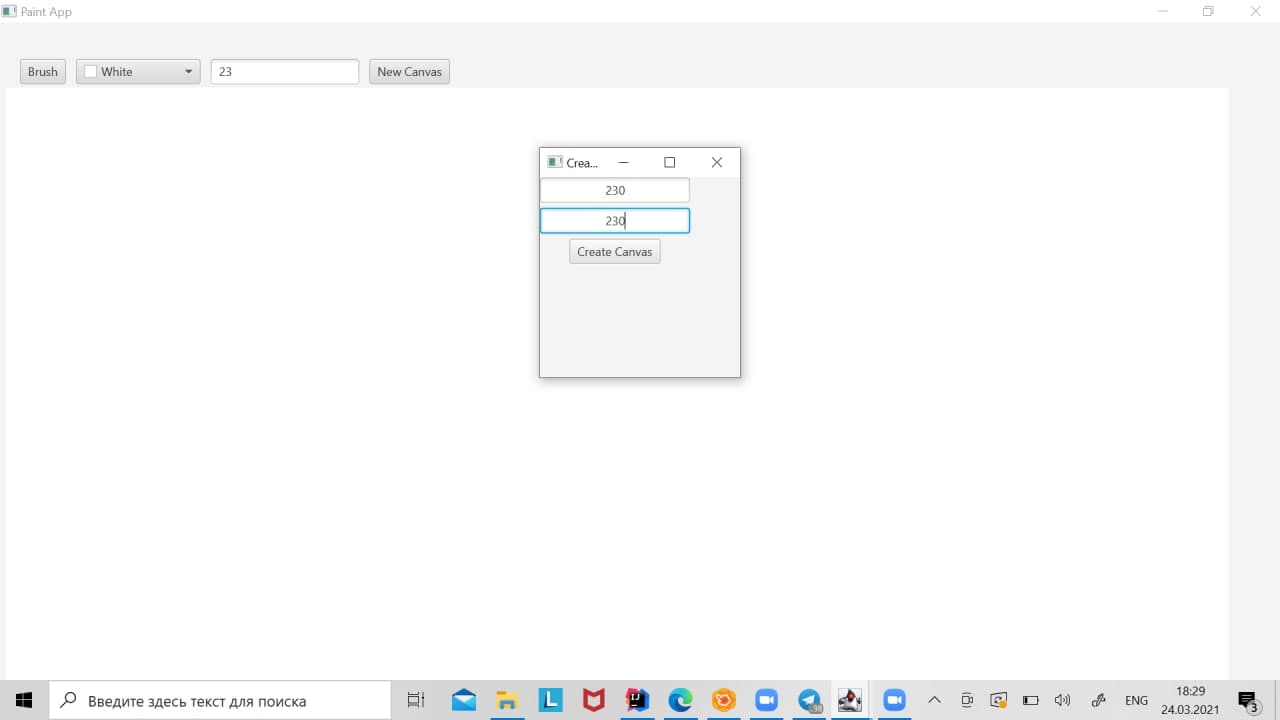 Paint App
Brush
White
23
New Canvas
Crea...
230
230
Create Canvas
Введите здесь текст для поиска
L
IJ
ENG
18:29
24.03.2021
3